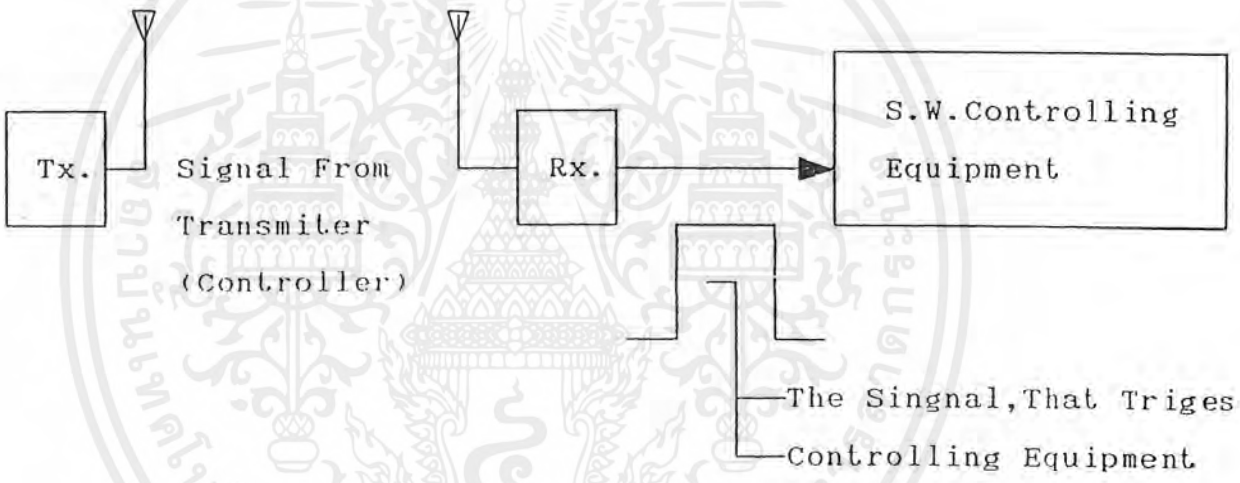 Tx.
Signal From
Transmiter
(Controller)
Rx.
S.W.Controlling
Equipment
The Singnal,That Triges
Controlling Equipment